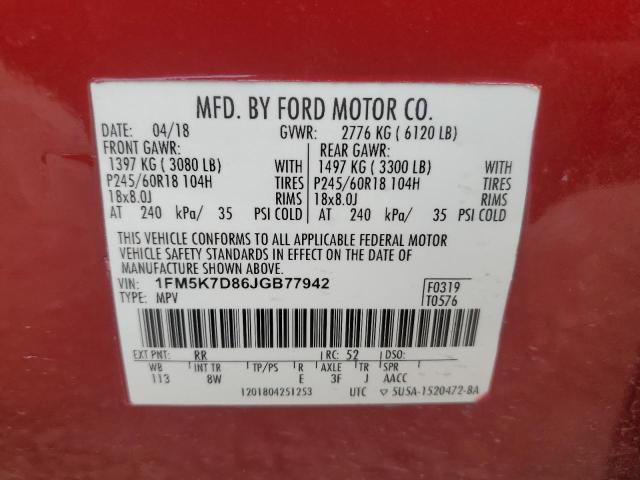 MFD. BY FORD MOTOR CO.
DATE: 04/18 GVWR: 2776 KG ( 6120 LB)
FRONT GAWR: REAR GAWR:
1397 KG ( 3080 LB) WITH 1497 KG ( 3300 LB) WITH
P245/60R18 104H TIRES P245/60R18 104H TIRES
18x8.0J RIMS 18x8.0J RIMS
AT 240 kPa/ 35 PSI COLD AT 240 kPa/ 35 PSI COLD
THIS VEHICLE CONFORMS TO ALL APPLICABLE FEDERAL MOTOR
VEHICLE SAFETY STANDARDS IN EFFECT ON THE DATE OF
MANUFACTURE SHOWN ABOVE.
VIN: 1FM5K7D86JGB77942 F0319
TYPE: MPV T0576
EXT PNT: RR RC: 52 DSO:
WB INT TR TP/PS R AXLE TR SPR
113 8W E 3F J AACC
1201804251253 UTC ▽ 5U5A-1520472-BA